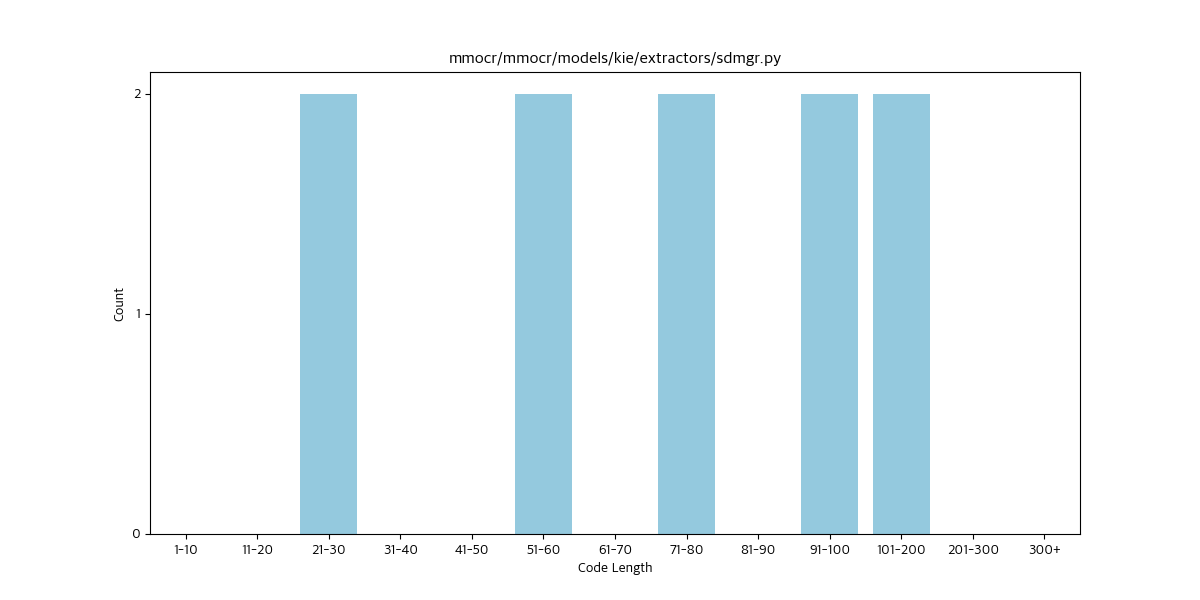 mmocr/mmocr/models/kie/extractors/sdmgr.py
2
1
0
Count
1-10 11-20 21-30 31-40 41-50 51-60 61-70 71-80 81-90 91-100 101-200 201-300 300+
Code Length